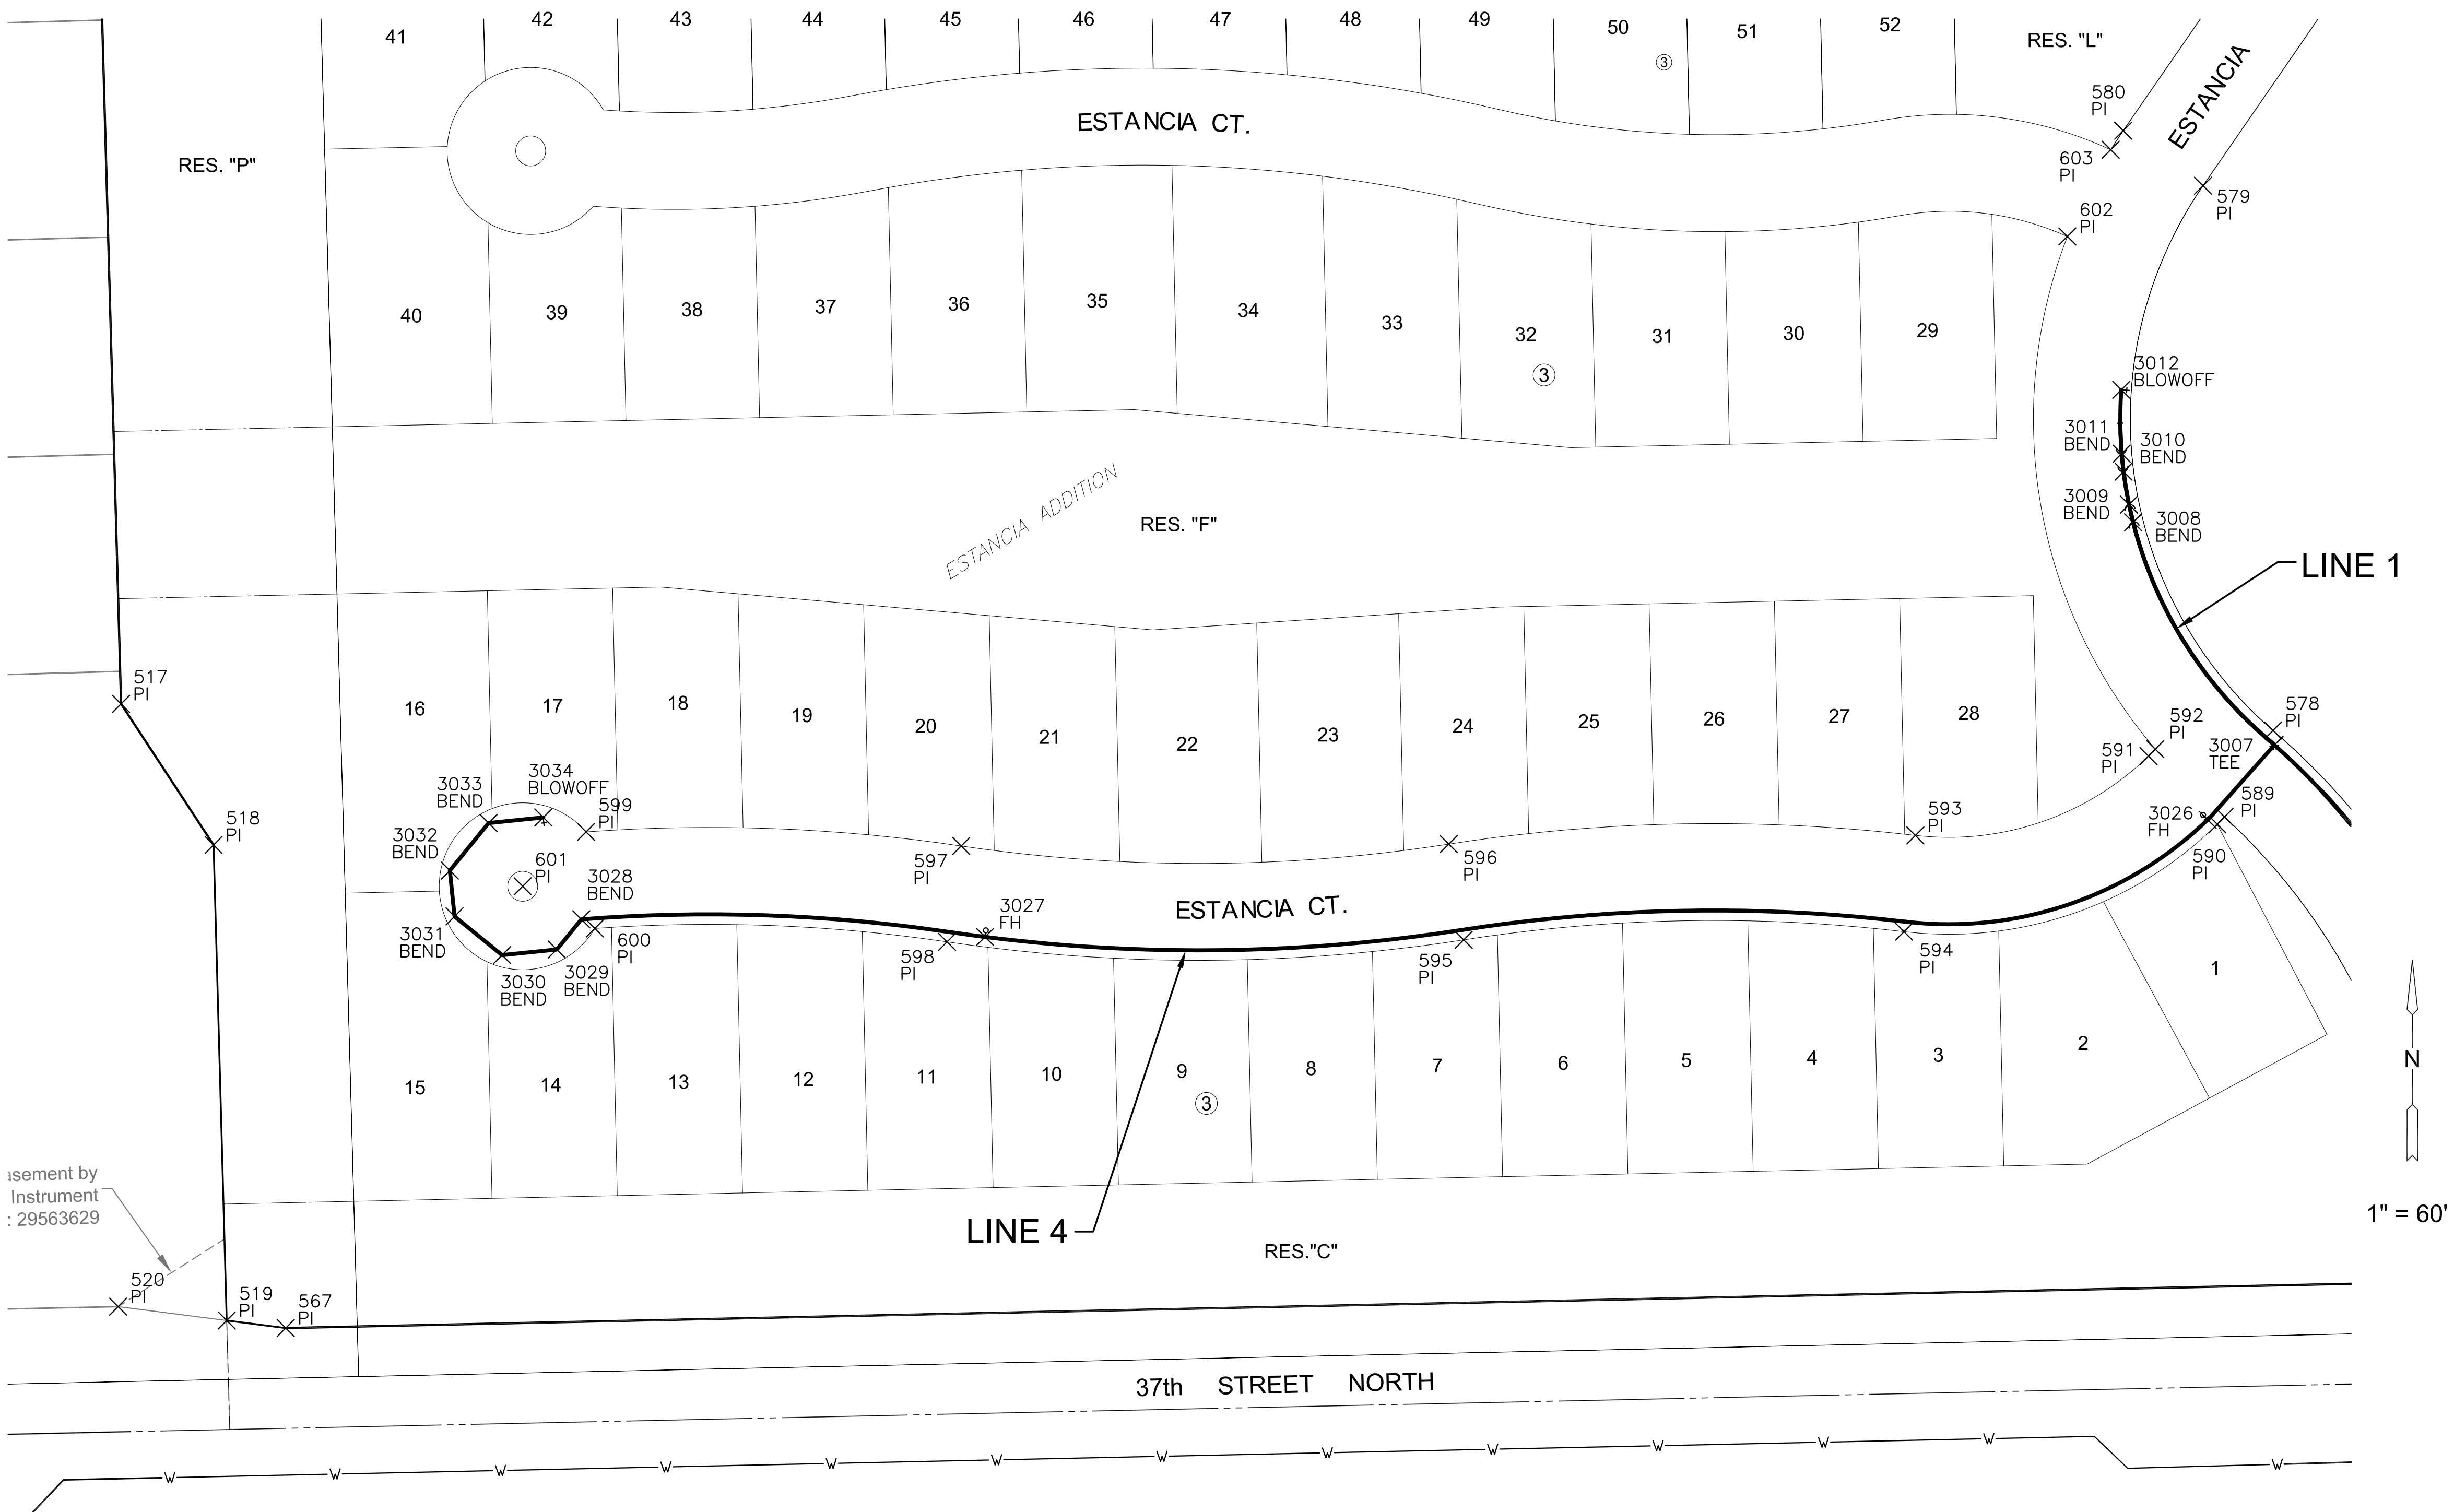 41
42
43
44
45
46
47
48
49
50
51
52
3
RES. "L"
ESTANCIA
580
PI
603
PI
579
PI
602
PI
ESTANCIA CT.
RES. "P"
40
39
38
37
36
35
34
33
32
31
30
29
3
3012
BLOWOFF
3011
BEND
3010
BEND
3009
BEND
3008
BEND
LINE 1
ESTANCIA ADDITION
RES. "F"
517
PI
518
PI
16
17
18
19
20
21
22
23
24
25
26
27
28
578
PI
592
PI
591
PI
3007
TEE
589
PI
3026
FH
590
PI
593
PI
3033
BEND
3034
BLOWOFF
599
PI
3032
BEND
601
PI
3028
BEND
597
PI
596
PI
3027
FH
ESTANCIA CT.
3031
BEND
3030
BEND
3029
BEND
600
PI
598
PI
595
PI
594
PI
15
14
13
12
11
10
9
8
7
6
5
4
3
2
1
3
N
1" = 60'
asement by
Instrument
: 29563629
LINE 4
RES."C"
520
PI
519
PI
567
PI
37th STREET NORTH
W W W W W W W W W W W W W